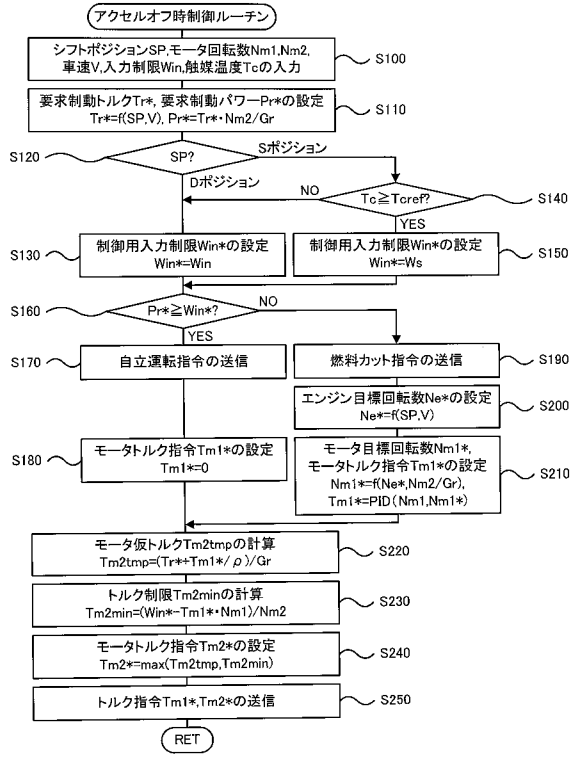 アクセルオフ時制御ルーチン
シフトポジションSP,モータ回転数Nm1,Nm2,
車速V,入力制限Win,触媒温度Tcの入力
S100
要求制動トルクTr*,要求制動パワーPr*の設定
Tr*=f(SP,V), Pr*=Tr*・Nm2/Gr
S110
S120
SP?
Sポジション
Dポジション
NO
Tc≧Tcref?
S140
YES
S130
制御用入力制限Win*の設定
Win*=Win
制御用入力制限Win*の設定
Win*=Ws
S150
S160
Pr*≧Win*?
NO
YES
S170
自立運転指令の送信
燃料カット指令の送信
S190
エンジン目標回転数Ne*の設定
Ne*=f(SP,V)
S200
S180
モータトルク指令Tm1*の設定
Tm1*=0
モータ目標回転数Nm1*,
モータトルク指令Tm1*の設定
Nm1*=f(Ne*,Nm2/Gr),
Tm1*=PID(Nm1,Nm1*)
S210
モータ仮トルクTm2tmpの計算
Tm2tmp=(Tr*+Tm1*/ρ)/Gr
S220
トルク制限Tm2minの計算
Tm2min=(Win*-Tm1*・Nm1)/Nm2
S230
モータトルク指令Tm2*の設定
Tm2*=max(Tm2tmp,Tm2min)
S240
トルク指令Tm1*,Tm2*の送信
S250
RET